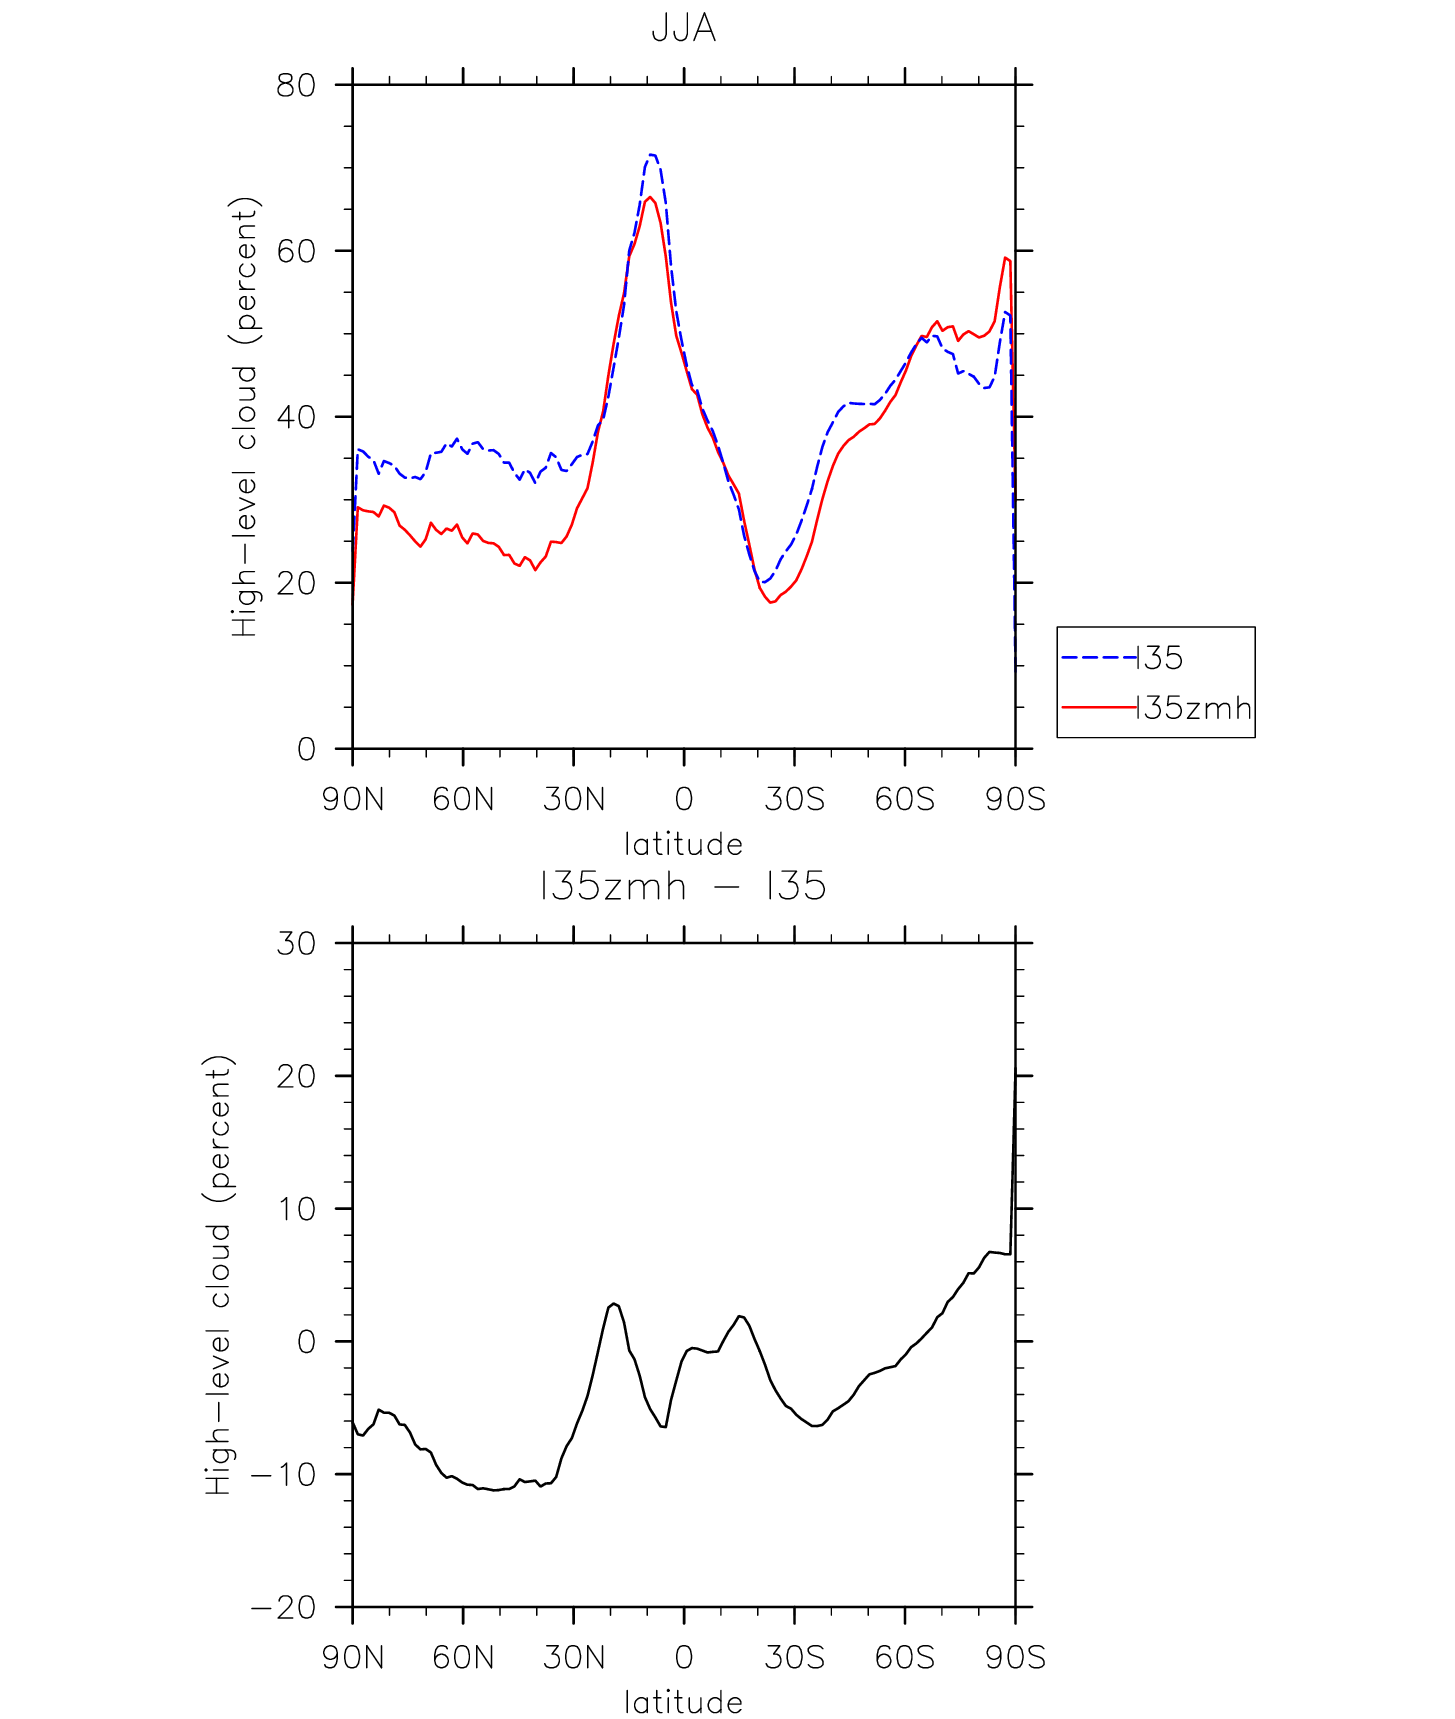 JJA
80
60
40
20
0
High-level cloud (percent)
90N 60N 30N 0 30S 60S 90S
latitude
I35
I35zmh
I35zmh - I35
30
20
10
0
-10
-20
High-level cloud (percent)
90N 60N 30N 0 30S 60S 90S
latitude